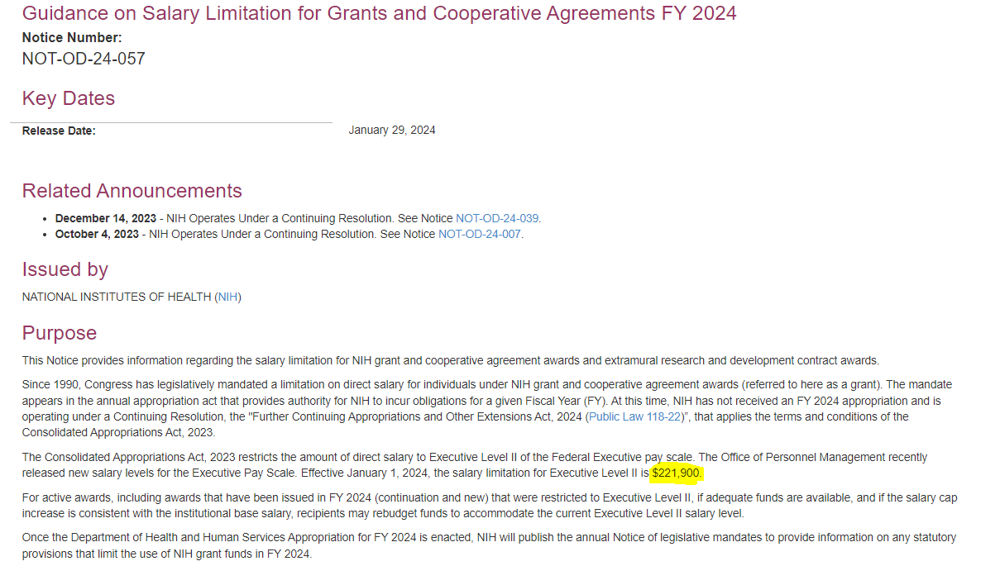 Guidance on Salary Limitation for Grants and Cooperative Agreements FY 2024
Notice Number:
NOT-OD-24-057
Key Dates
Release Date: January 29, 2024
Related Announcements
• December 14, 2023 - NIH Operates Under a Continuing Resolution. See Notice NOT-OD-24-039.
• October 4, 2023 - NIH Operates Under a Continuing Resolution. See Notice NOT-OD-24-007.
Issued by
NATIONAL INSTITUTES OF HEALTH (NIH)
Purpose
This Notice provides information regarding the salary limitation for NIH grant and cooperative agreement awards and extramural research and development contract awards.
Since 1990, Congress has legislatively mandated a limitation on direct salary for individuals under NIH grant and cooperative agreement awards (referred to here as a grant). The mandate
appears in the annual appropriation act that provides authority for NIH to incur obligations for a given Fiscal Year (FY). At this time, NIH has not received an FY 2024 appropriation and is
operating under a Continuing Resolution, the "Further Continuing Appropriations and Other Extensions Act, 2024 (Public Law 118-22)”, that applies the terms and conditions of the
Consolidated Appropriations Act, 2023.
The Consolidated Appropriations Act, 2023 restricts the amount of direct salary to Executive Level II of the Federal Executive pay scale. The Office of Personnel Management recently
released new salary levels for the Executive Pay Scale. Effective January 1, 2024, the salary limitation for Executive Level II is $221,900.
For active awards, including awards that have been issued in FY 2024 (continuation and new) that were restricted to Executive Level II, if adequate funds are available, and if the salary cap
increase is consistent with the institutional base salary, recipients may rebudget funds to accommodate the current Executive Level II salary level.
Once the Department of Health and Human Services Appropriation for FY 2024 is enacted, NIH will publish the annual Notice of legislative mandates to provide information on any statutory
provisions that limit the use of NIH grant funds in FY 2024.